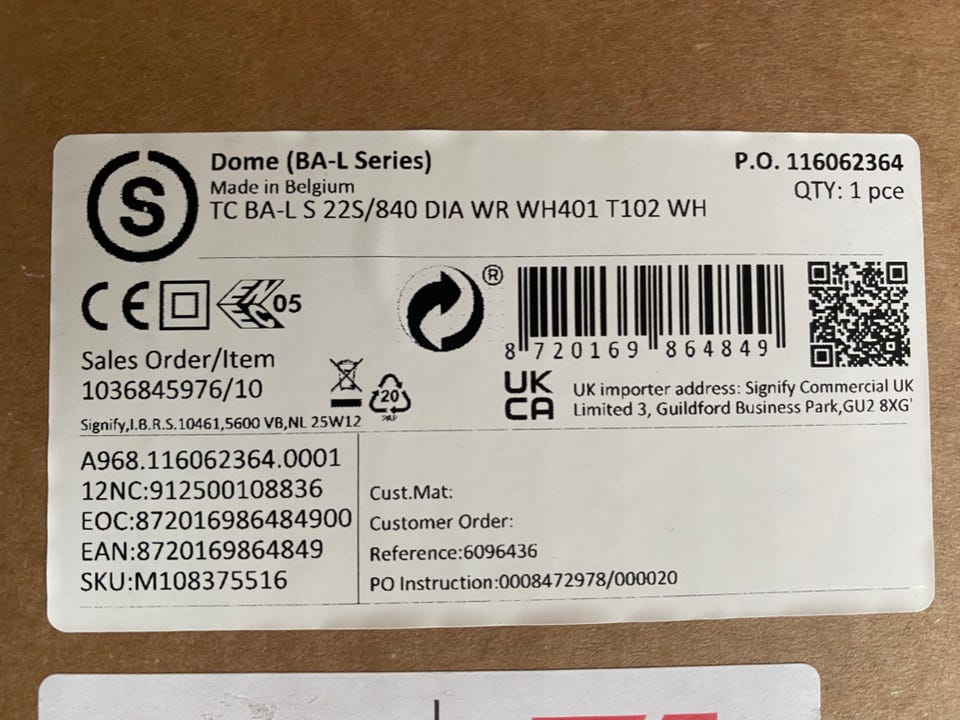 S
Dome (BA-L Series)
Made in Belgium
TC BA-L S 22S/840 DIA WR WH401 T102 WH
P.O. 116062364
QTY: 1 pce
CE
ENEC 05
®
8 720169 864849
Sales Order/Item
1036845976/10
20
PAP
UK
CA
UK importer address: Signify Commercial UK
Limited 3, Guildford Business Park,GU2 8XG'
Signify,I.B.R.S.10461,5600 VB,NL 25W12
A968.116062364.0001
12NC:912500108836
EOC:872016986484900
EAN:8720169864849
SKU:M108375516
Cust.Mat:
Customer Order:
Reference:6096436
PO Instruction:0008472978/000020